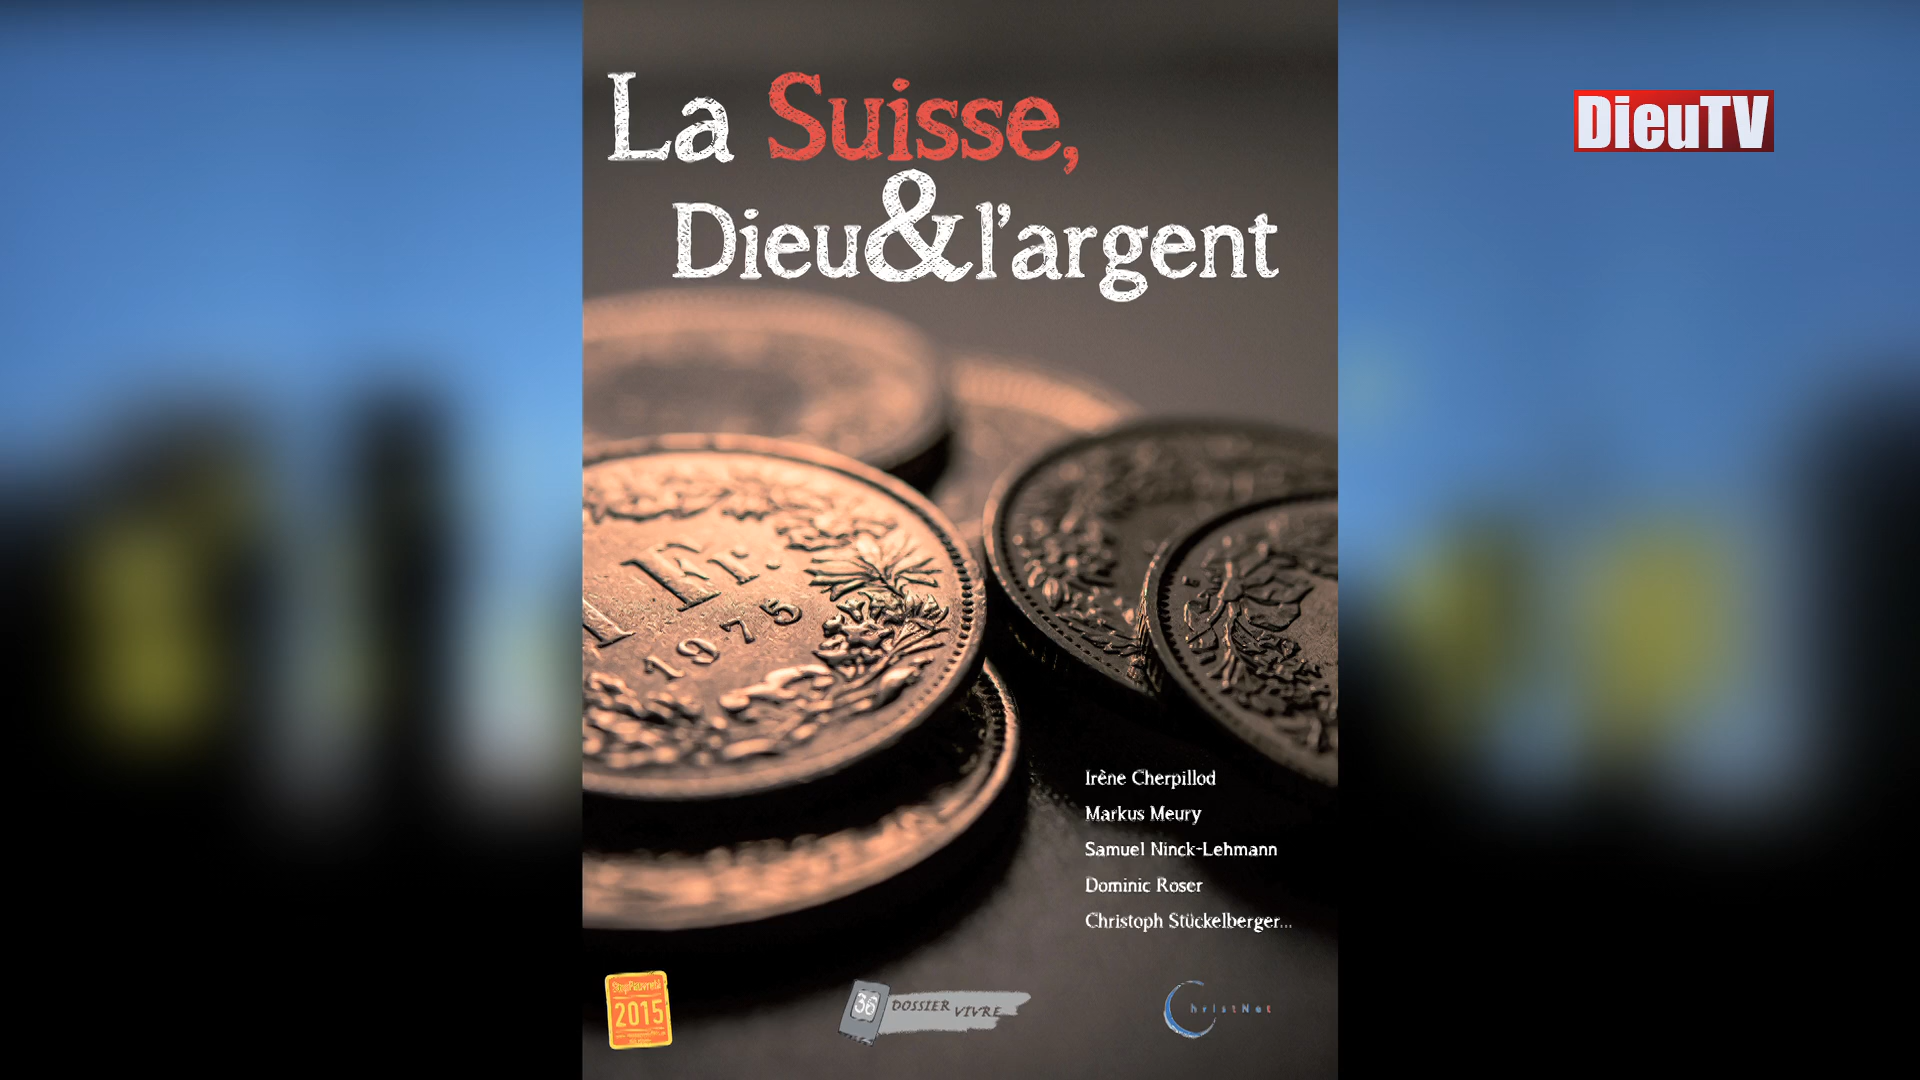 La Suisse,
Dieu & l'argent
DieuTV
1 Fr.
1975
Irène Cherpillod
Markus Meury
Samuel Ninck-Lehmann
Dominic Roser
Christoph Stückelberger...
StopPauvreté
2015
36 DOSSIER VIVRE
ChristNet